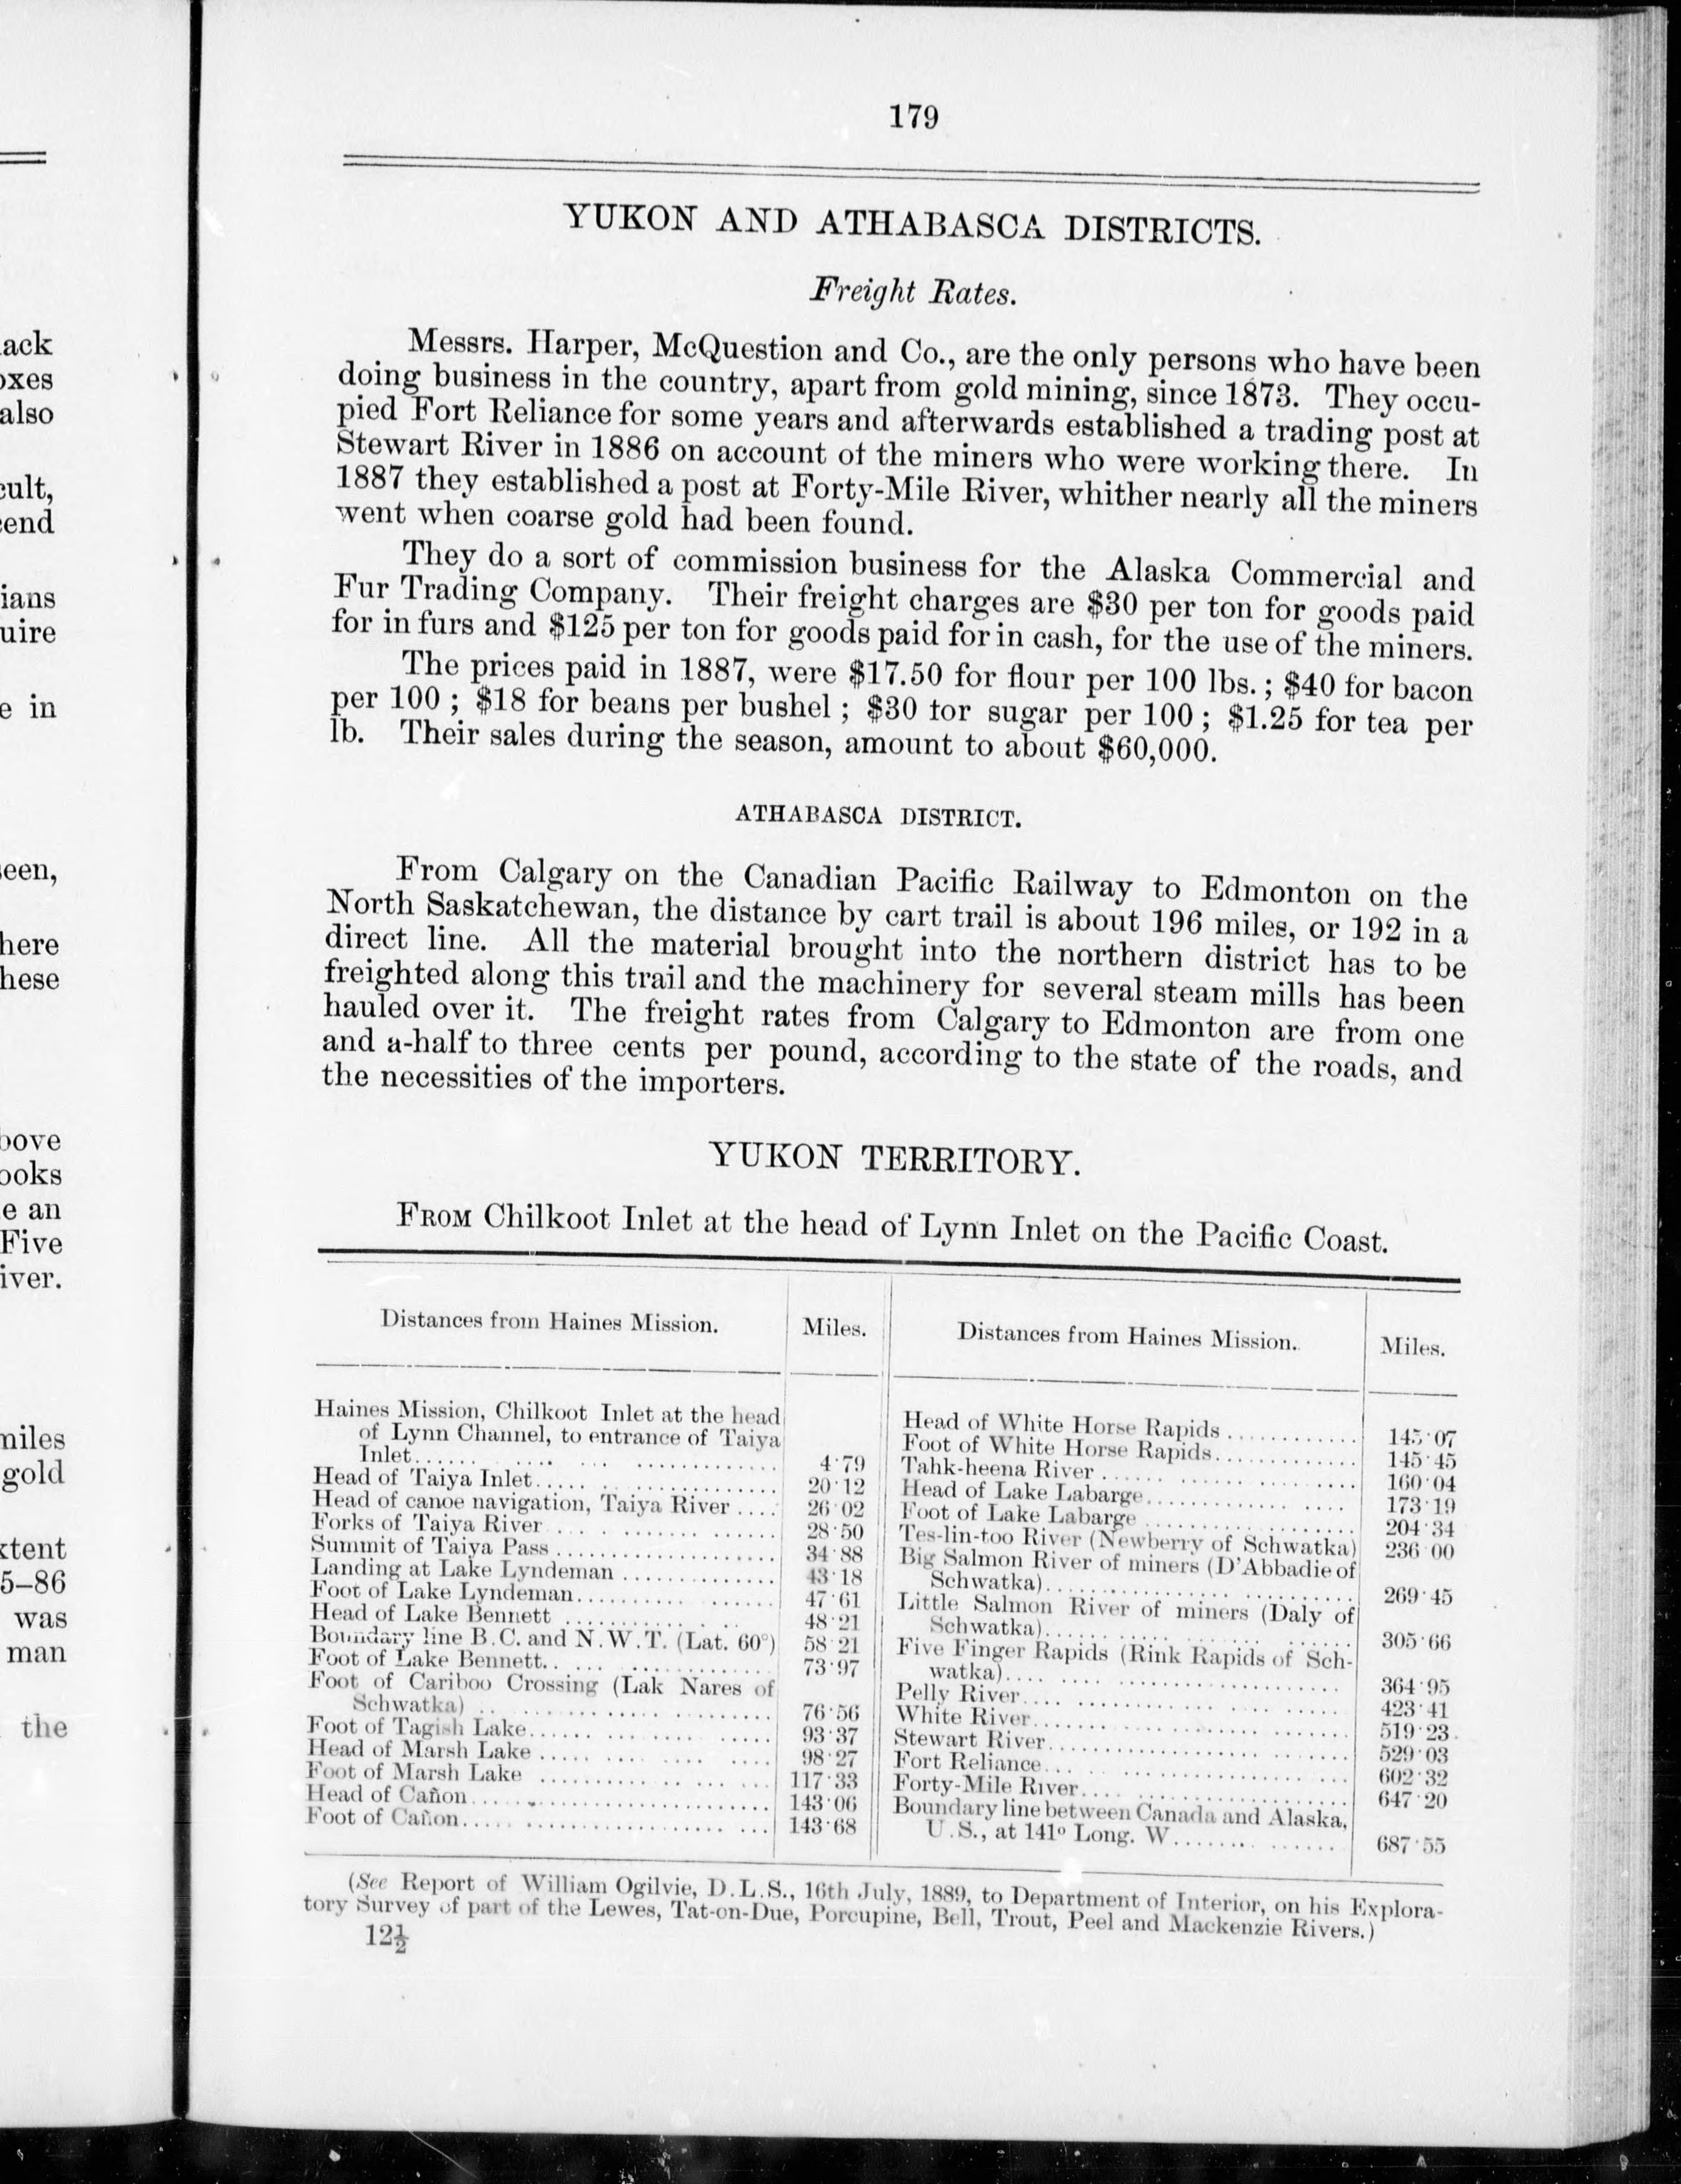 ack
oxes
also
cult,
end
ians
uire
e in
een,
here
hese
bove
ooks
e an
Five
iver.
miles
gold
xtent
5–86
was
man
the
179
YUKON AND ATHABASCA DISTRICTS.
Freight Rates.
Messrs. Harper, McQuestion and Co., are the only persons who have been
doing business in the country, apart from gold mining, since 1873. They occu-
pied Fort Reliance for some years and afterwards established a trading post at
Stewart River in 1886 on account of the miners who were working there. In
1887 they established a post at Forty-Mile River, whither nearly all the miners
went when coarse gold had been found.
They do a sort of commission business for the Alaska Commercial and
Fur Trading Company. Their freight charges are $30 per ton for goods paid
for in furs and $125 per ton for goods paid for in cash, for the use of the miners.
The prices paid in 1887, were $17.50 for flour per 100 lbs. ; $40 for bacon
per 100 ; $18 for beans per bushel ; $30 for sugar per 100 ; $1.25 for tea per
lb. Their sales during the season, amount to about $60,000.
ATHABASCA DISTRICT.
From Calgary on the Canadian Pacific Railway to Edmonton on the
North Saskatchewan, the distance by cart trail is about 196 miles, or 192 in a
direct line. All the material brought into the northern district has to be
freighted along this trail and the machinery for several steam mills has been
hauled over it. The freight rates from Calgary to Edmonton are from one
and a-half to three cents per pound, according to the state of the roads, and
the necessities of the importers.
YUKON TERRITORY.
FROM Chilkoot Inlet at the head of Lynn Inlet on the Pacific Coast.
Distances from Haines Mission. Miles.
Haines Mission, Chilkoot Inlet at the head
of Lynn Channel, to entrance of Taiya
Inlet. 4·79
Head of Taiya Inlet. 20·12
Head of canoe navigation, Taiya River 26·02
Forks of Taiya River 28·50
Summit of Taiya Pass 34·88
Landing at Lake Lyndeman 43·18
Foot of Lake Lyndeman. 47·61
Head of Lake Bennett 48·21
Boundary line B.C. and N.W.T. (Lat. 60°) 58·21
Foot of Lake Bennett. 73·97
Foot of Cariboo Crossing (Lak Nares of
Schwatka) 76·56
Foot of Tagish Lake. 93·37
Head of Marsh Lake 98·27
Foot of Marsh Lake 117·33
Head of Cañon. 143·06
Foot of Cañon. 143·68
Distances from Haines Mission. Miles.
Head of White Horse Rapids 145·07
Foot of White Horse Rapids. 145·45
Tahk-heena River 160·04
Head of Lake Labarge. 173·19
Foot of Lake Labarge 204·34
Tes-lin-too River (Newberry of Schwatka) 236·00
Big Salmon River of miners (D'Abbadie of
Schwatka). 269·45
Little Salmon River of miners (Daly of
Schwatka). 305·66
Five Finger Rapids (Rink Rapids of Sch-
watka). 364·95
Pelly River. 423·41
White River. 519·23
Stewart River. 529·03
Fort Reliance. 602·32
Forty-Mile River. 647·20
Boundary line between Canada and Alaska,
U.S., at 141° Long. W. 687·55
(See Report of William Ogilvie, D.L.S., 16th July, 1889, to Department of Interior, on his Explora-
tory Survey of part of the Lewes, Tat-on-Due, Porcupine, Bell, Trout, Peel and Mackenzie Rivers.)
12½